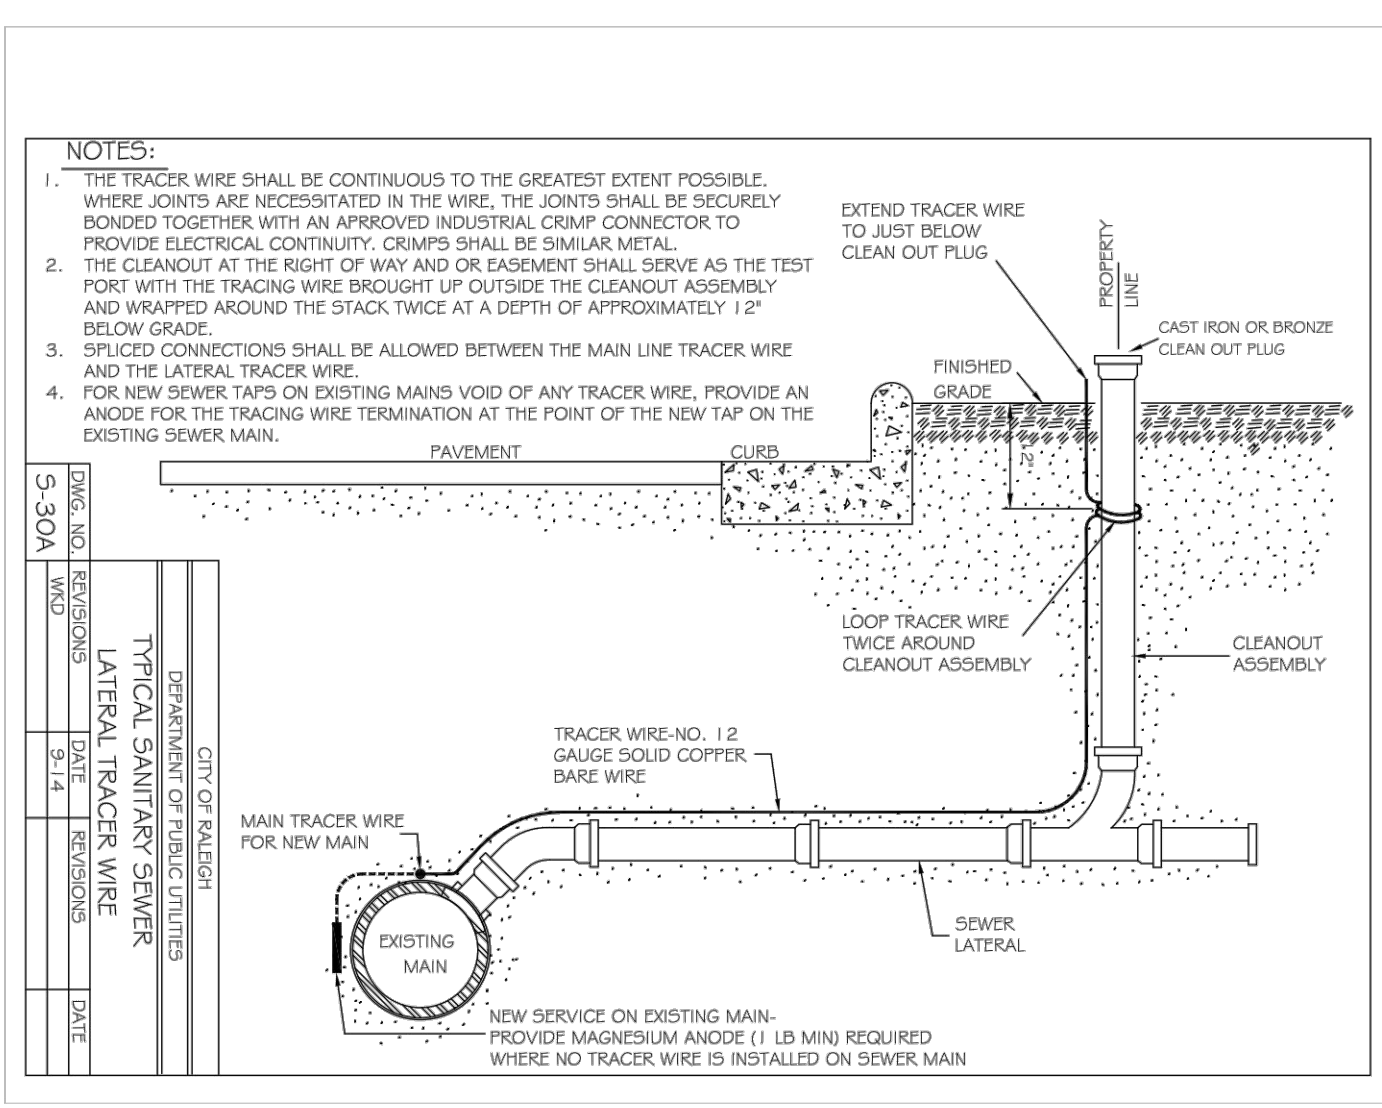 NOTES:
1. THE TRACER WIRE SHALL BE CONTINUOUS TO THE GREATEST EXTENT POSSIBLE.
WHERE JOINTS ARE NECESSITATED IN THE WIRE, THE JOINTS SHALL BE SECURELY
BONDED TOGETHER WITH AN APRROVED INDUSTRIAL CRIMP CONNECTOR TO
PROVIDE ELECTRICAL CONTINUITY. CRIMPS SHALL BE SIMILAR METAL.
2. THE CLEANOUT AT THE RIGHT OF WAY AND OR EASEMENT SHALL SERVE AS THE TEST
PORT WITH THE TRACING WIRE BROUGHT UP OUTSIDE THE CLEANOUT ASSEMBLY
AND WRAPPED AROUND THE STACK TWICE AT A DEPTH OF APPROXIMATELY 12"
BELOW GRADE.
3. SPLICED CONNECTIONS SHALL BE ALLOWED BETWEEN THE MAIN LINE TRACER WIRE
AND THE LATERAL TRACER WIRE.
4. FOR NEW SEWER TAPS ON EXISTING MAINS VOID OF ANY TRACER WIRE, PROVIDE AN
ANODE FOR THE TRACING WIRE TERMINATION AT THE POINT OF THE NEW TAP ON THE
EXISTING SEWER MAIN.
EXTEND TRACER WIRE
TO JUST BELOW
CLEAN OUT PLUG
PROPERTY
LINE
CAST IRON OR BRONZE
CLEAN OUT PLUG
FINISHED
GRADE
12"
PAVEMENT
CURB
LOOP TRACER WIRE
TWICE AROUND
CLEANOUT ASSEMBLY
CLEANOUT
ASSEMBLY
TRACER WIRE-NO. 12
GAUGE SOLID COPPER
BARE WIRE
MAIN TRACER WIRE
FOR NEW MAIN
EXISTING
MAIN
SEWER
LATERAL
NEW SERVICE ON EXISTING MAIN-
PROVIDE MAGNESIUM ANODE (1 LB MIN) REQUIRED
WHERE NO TRACER WIRE IS INSTALLED ON SEWER MAIN
CITY OF RALEIGH
DEPARTMENT OF PUBLIC UTILITIES
TYPICAL SANITARY SEWER
LATERAL TRACER WIRE
DWG. NO. REVISIONS DATE REVISIONS DATE
S-30A WKD 9-14